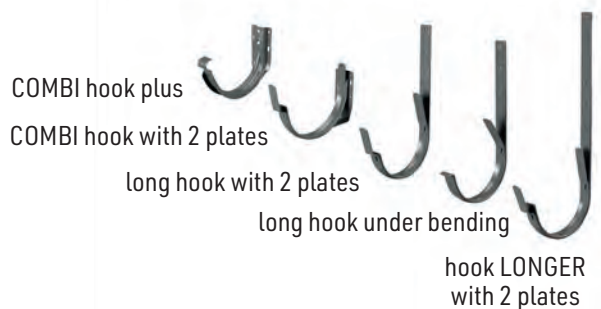 COMBI hook plus
COMBI hook with 2 plates
long hook with 2 plates
long hook under bending
hook LONGER
with 2 plates